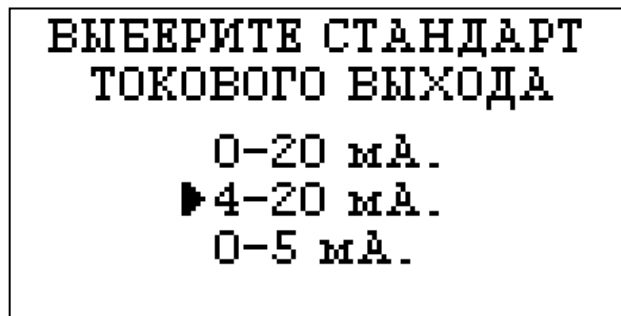 ВЫБЕРИТЕ СТАНДАРТ
ТОКОВОГО ВЫХОДА
0-20 мА.
▶4-20 мА.
0-5 мА.